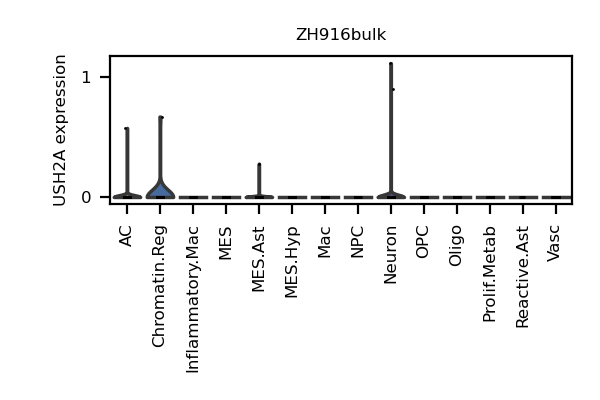 ZH916bulk
USH2A expression
1
0
AC
Chromatin.Reg
Inflammatory.Mac
MES
MES.Ast
MES.Hyp
Mac
NPC
Neuron
OPC
Oligo
Prolif.Metab
Reactive.Ast
Vasc